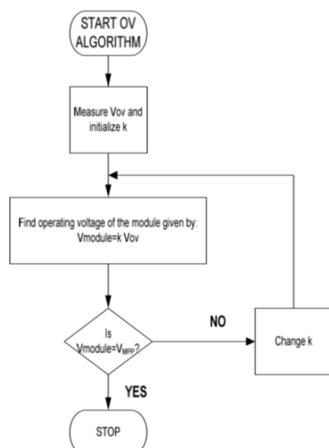 START OV
ALGORITHM
Measure Vov and
initialize k
Find operating voltage of the module given by:
Vmodule=k Vov
Is
Vmodule=VMPP?
NO
Change k
YES
STOP